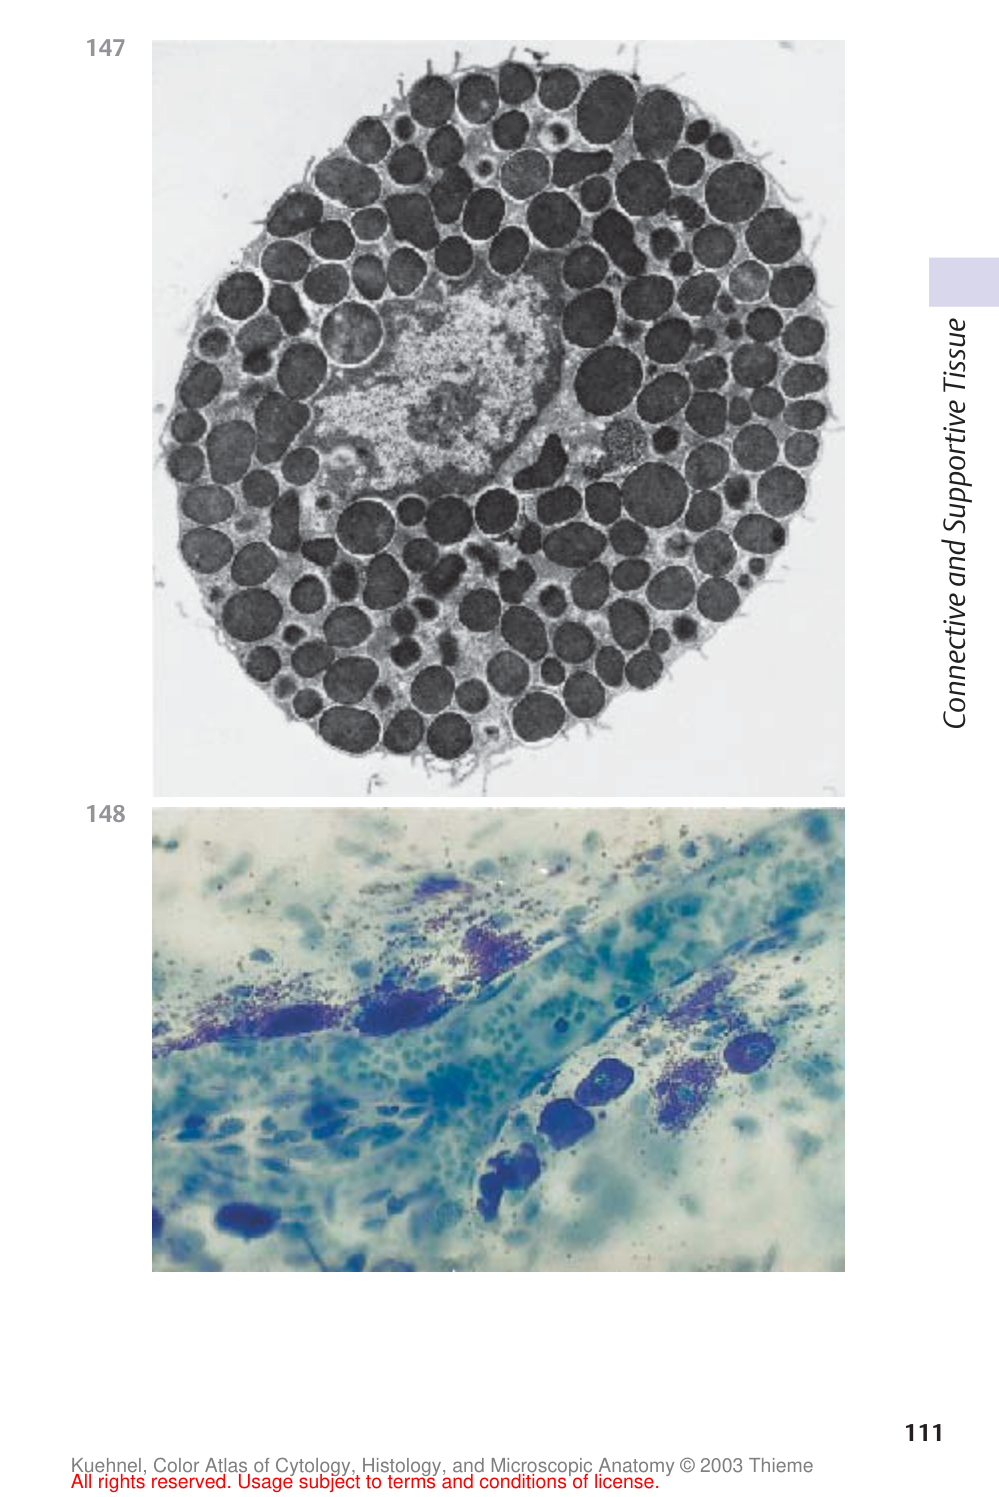 147
Connective and Supportive Tissue
148
111
Kuehnel, Color Atlas of Cytology, Histology, and Microscopic Anatomy © 2003 Thieme
All rights reserved. Usage subject to terms and conditions of license.